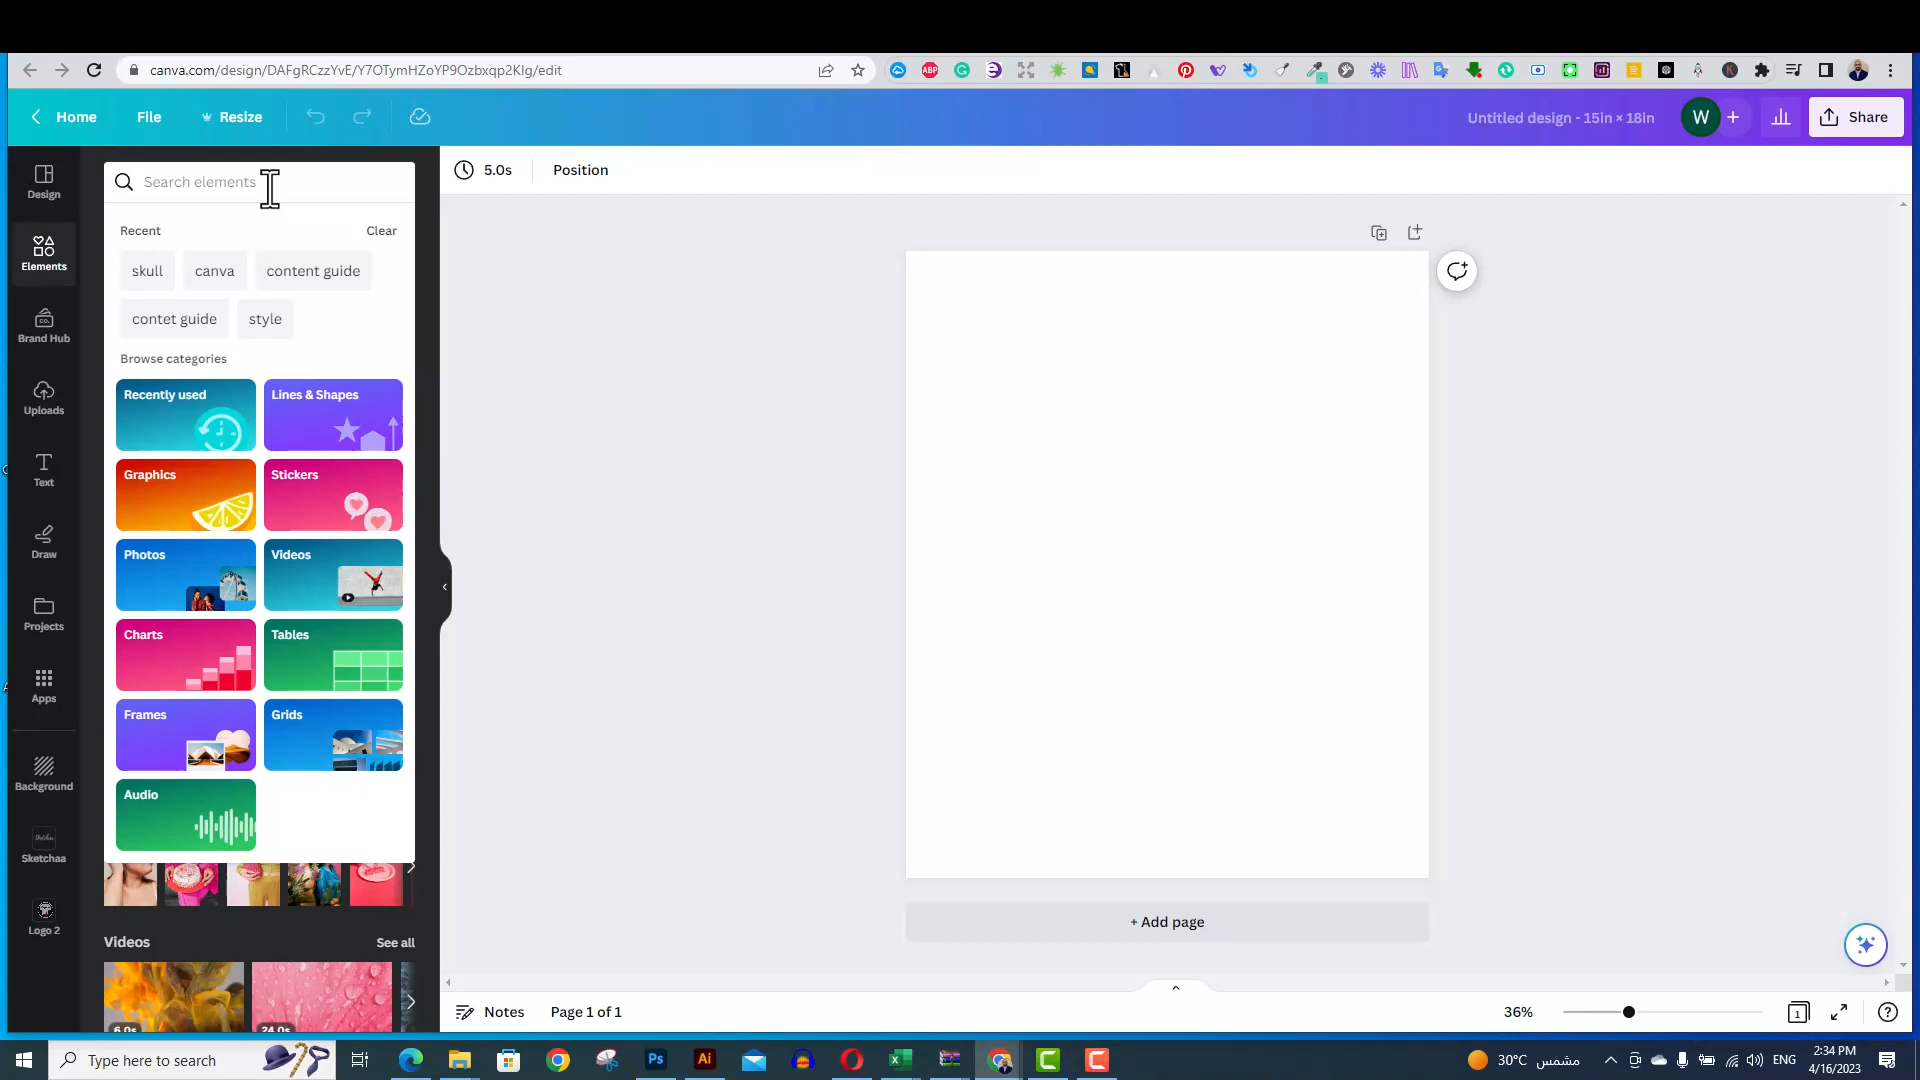 canva.com/design/DAFgRCzzYvE/Y7OTymHZoYP9Ozbxqp2KIg/edit
Home
File
Resize
Untitled design - 15in × 18in
W
Share
Design
Elements
Brand Hub
Uploads
Text
Draw
Projects
Apps
Background
Sketchaa
Logo 2
Search elements
Recent
Clear
skull
canva
content guide
contet guide
style
Browse categories
Recently used
Lines & Shapes
Graphics
Stickers
Photos
Videos
Charts
Tables
Frames
Grids
Audio
Videos
See all
6.0s
24.0s
5.0s
Position
+ Add page
Notes
Page 1 of 1
36%
1
Type here to search
30°C مشمس
ENG
2:34 PM
4/16/2023